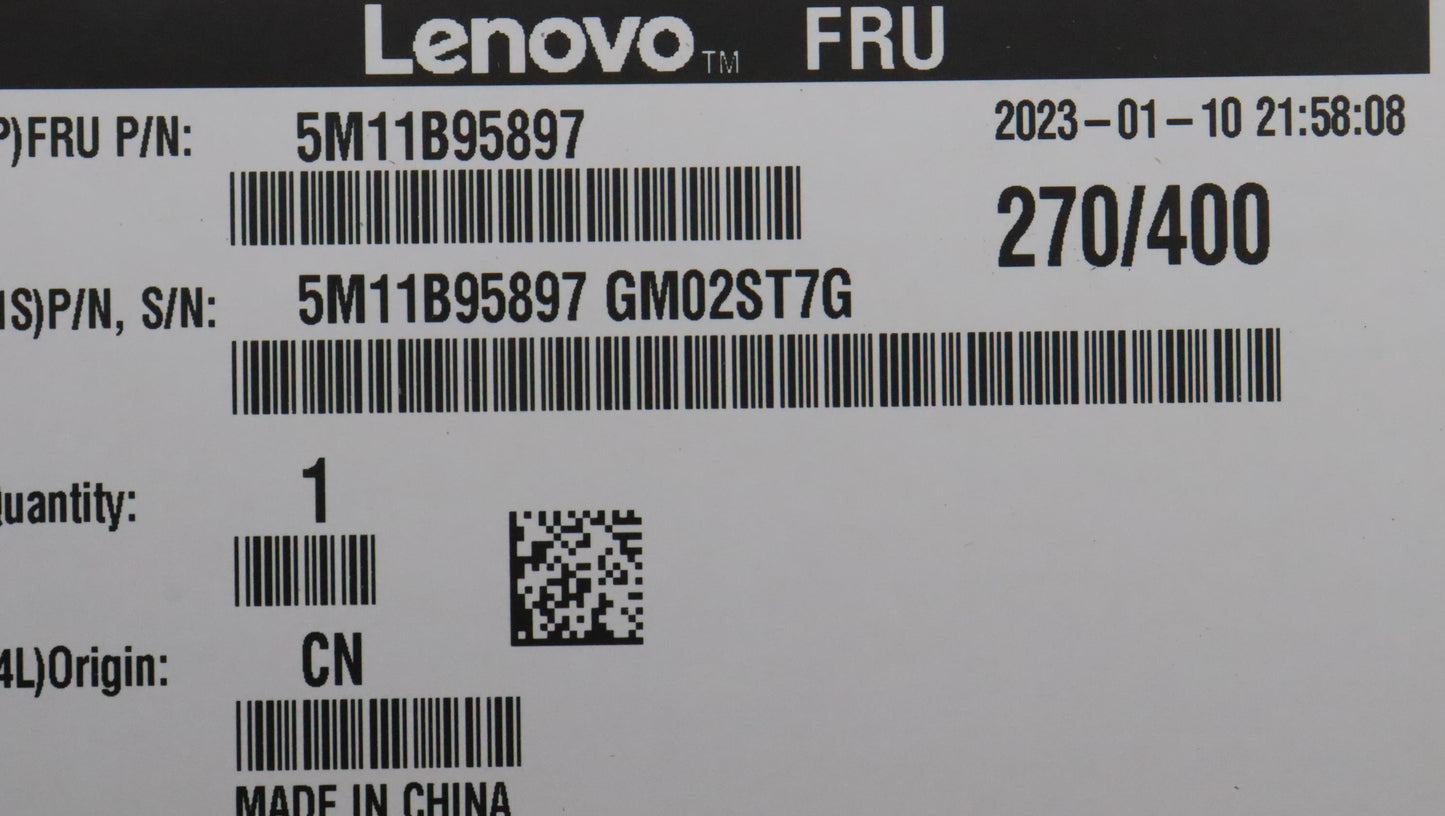 Lenovo™ FRU
P)FRU P/N: 5M11B95897
2023-01-10 21:58:08
270/400
1S)P/N, S/N: 5M11B95897 GM02ST7G
Quantity: 1
4L)Origin: CN
MADE IN CHINA